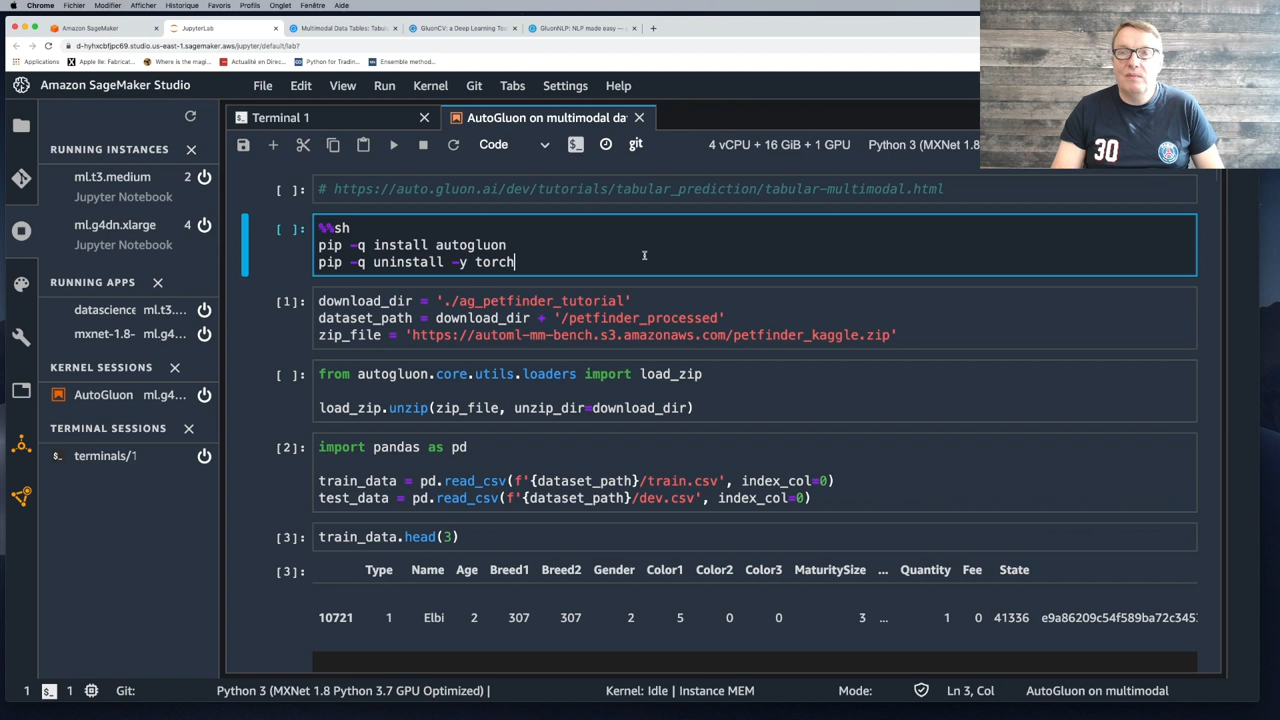 Chrome Fichier Modifier Afficher Historique Favoris Profils Onglet Fenêtre Aide
Amazon SageMaker JupyterLab Multimodal Data Tables: Tabula GluonCV: a Deep Learning Too GluonNLP: NLP made easy —
d-hyhxcbfjpc69.studio.us-east-1.sagemaker.aws/jupyter/default/lab?
Applications Apple IIe: Fabricat... Where is the magi... Actualité en Direc... Python for Tradin... Ensemble method...
Amazon SageMaker Studio File Edit View Run Kernel Git Tabs Settings Help
Terminal 1 AutoGluon on multimodal da
Code git 4 vCPU + 16 GiB + 1 GPU Python 3 (MXNet 1.8
30
RUNNING INSTANCES
ml.t3.medium 2
Jupyter Notebook
ml.g4dn.xlarge 4
Jupyter Notebook
RUNNING APPS
datascience ml.t3....
mxnet-1.8- ml.g4...
KERNEL SESSIONS
AutoGluon ml.g4...
TERMINAL SESSIONS
terminals/1
[ ]: # https://auto.gluon.ai/dev/tutorials/tabular_prediction/tabular-multimodal.html
[ ]: %%sh
pip -q install autogluon
pip -q uninstall -y torch
[1]: download_dir = './ag_petfinder_tutorial'
dataset_path = download_dir + '/petfinder_processed'
zip_file = 'https://automl-mm-bench.s3.amazonaws.com/petfinder_kaggle.zip'
[ ]: from autogluon.core.utils.loaders import load_zip
load_zip.unzip(zip_file, unzip_dir=download_dir)
[2]: import pandas as pd
train_data = pd.read_csv(f'{dataset_path}/train.csv', index_col=0)
test_data = pd.read_csv(f'{dataset_path}/dev.csv', index_col=0)
[3]: train_data.head(3)
[3]: Type Name Age Breed1 Breed2 Gender Color1 Color2 Color3 MaturitySize ... Quantity Fee State
10721 1 Elbi 2 307 307 2 5 0 0 3 ... 1 0 41336 e9a86209c54f589ba72c345
1 1 Git: Python 3 (MXNet 1.8 Python 3.7 GPU Optimized) | Kernel: Idle | Instance MEM Mode: Ln 3, Col AutoGluon on multimodal